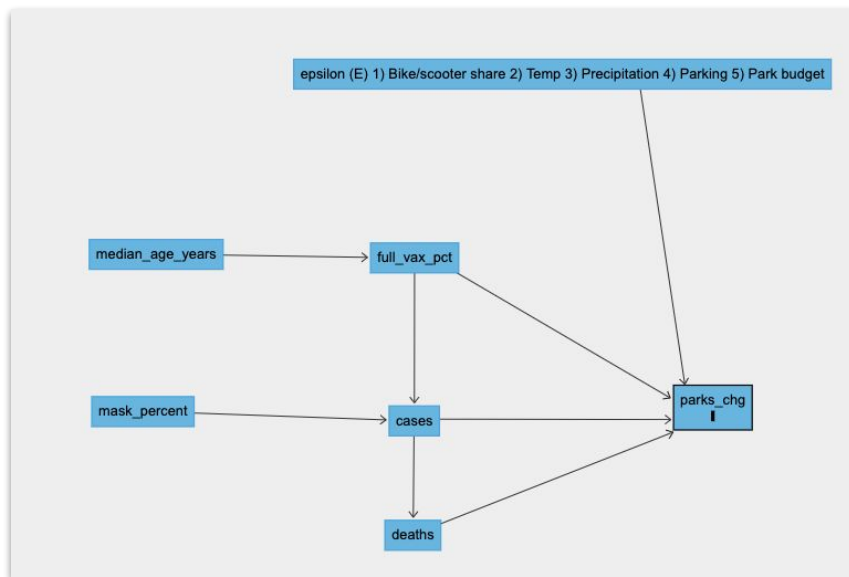 epsilon (E) 1) Bike/scooter share 2) Temp 3) Precipitation 4) Parking 5) Park budget
median_age_years
full_vax_pct
mask_percent
cases
parks_chg
deaths